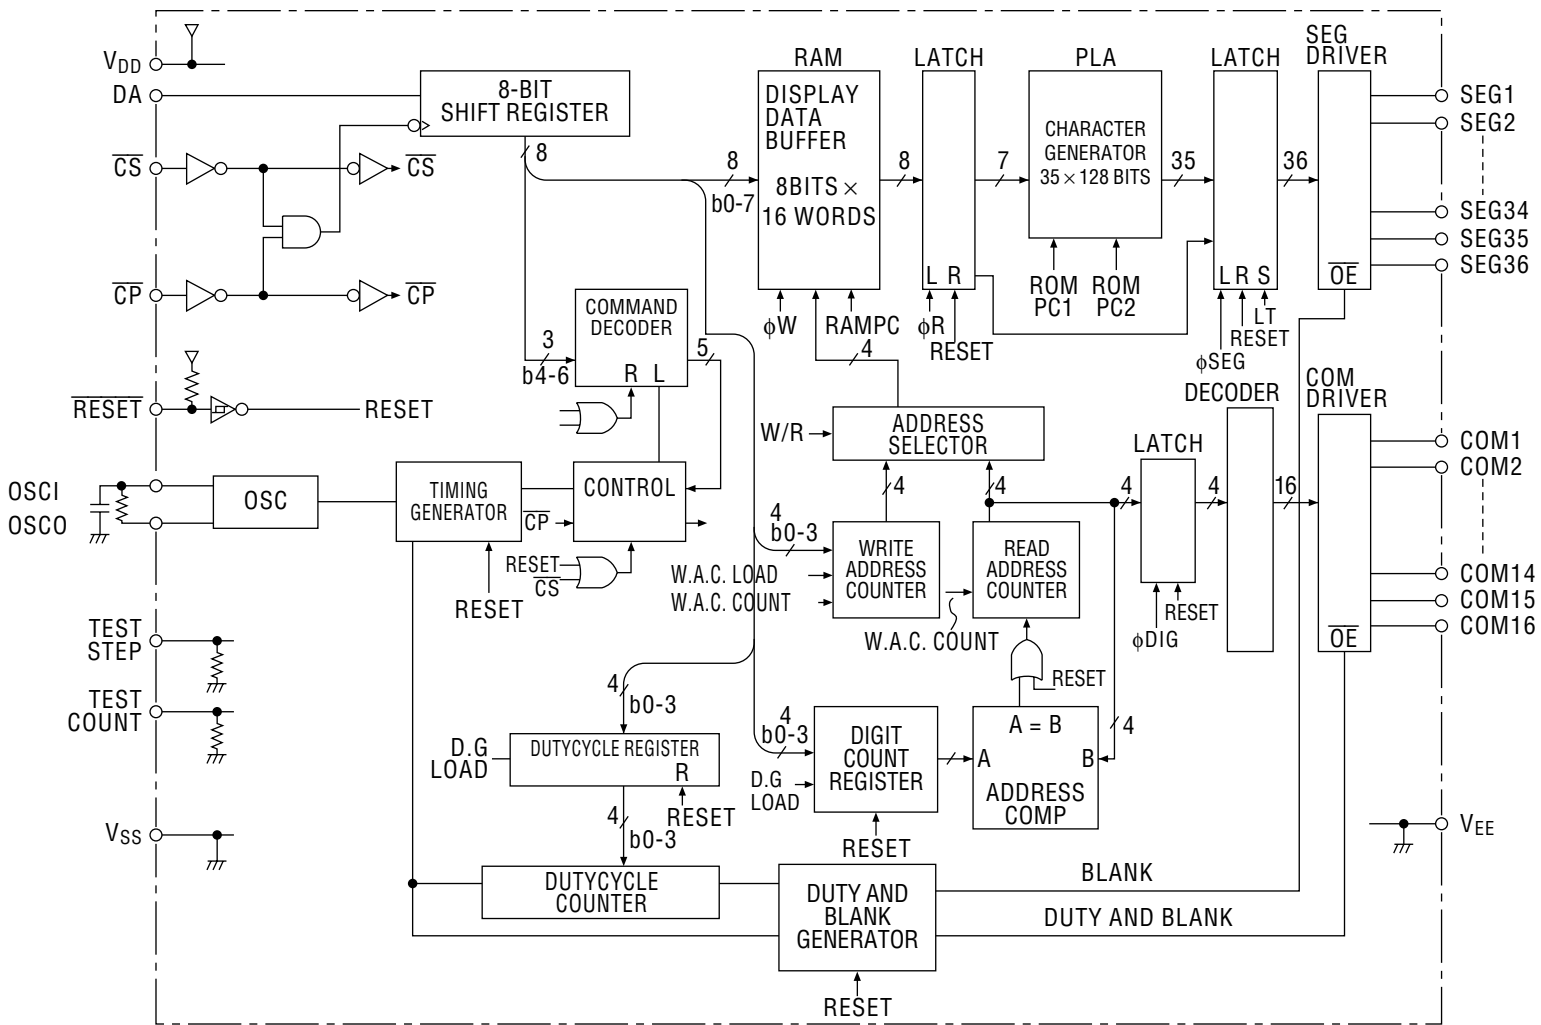 VDD
DA
CS
CP
RESET
OSCI
OSCO
TEST
STEP
TEST
COUNT
VSS
8-BIT
SHIFT REGISTER
8
CS
CP
RESET
OSC
TIMING
GENERATOR
RESET
3
b4-6
COMMAND
DECODER
R L
5
CONTROL
CP
RESET
CS
RAM
DISPLAY
DATA
BUFFER
8BITS ×
16 WORDS
8
b0-7
ϕW
RAMPC
4
8
LATCH
L R
ϕR
RESET
7
PLA
CHARACTER
GENERATOR
35 × 128 BITS
ROM
PC1
ROM
PC2
35
LATCH
L R S
LT
RESET
ϕSEG
36
SEG
DRIVER
OE
SEG1
SEG2
SEG34
SEG35
SEG36
W/R
ADDRESS
SELECTOR
4
4
4
b0-3
WRITE
ADDRESS
COUNTER
W.A.C. LOAD
W.A.C. COUNT
READ
ADDRESS
COUNTER
W.A.C. COUNT
RESET
4
LATCH
ϕDIG
RESET
4
DECODER
16
COM
DRIVER
OE
COM1
COM2
COM14
COM15
COM16
4
b0-3
D.G
LOAD
DUTYCYCLE REGISTER
R
RESET
4
b0-3
DUTYCYCLE
COUNTER
4
b0-3
D.G
LOAD
DIGIT
COUNT
REGISTER
RESET
A = B
A
B
ADDRESS
COMP
4
DUTY AND
BLANK
GENERATOR
RESET
BLANK
DUTY AND BLANK
VEE